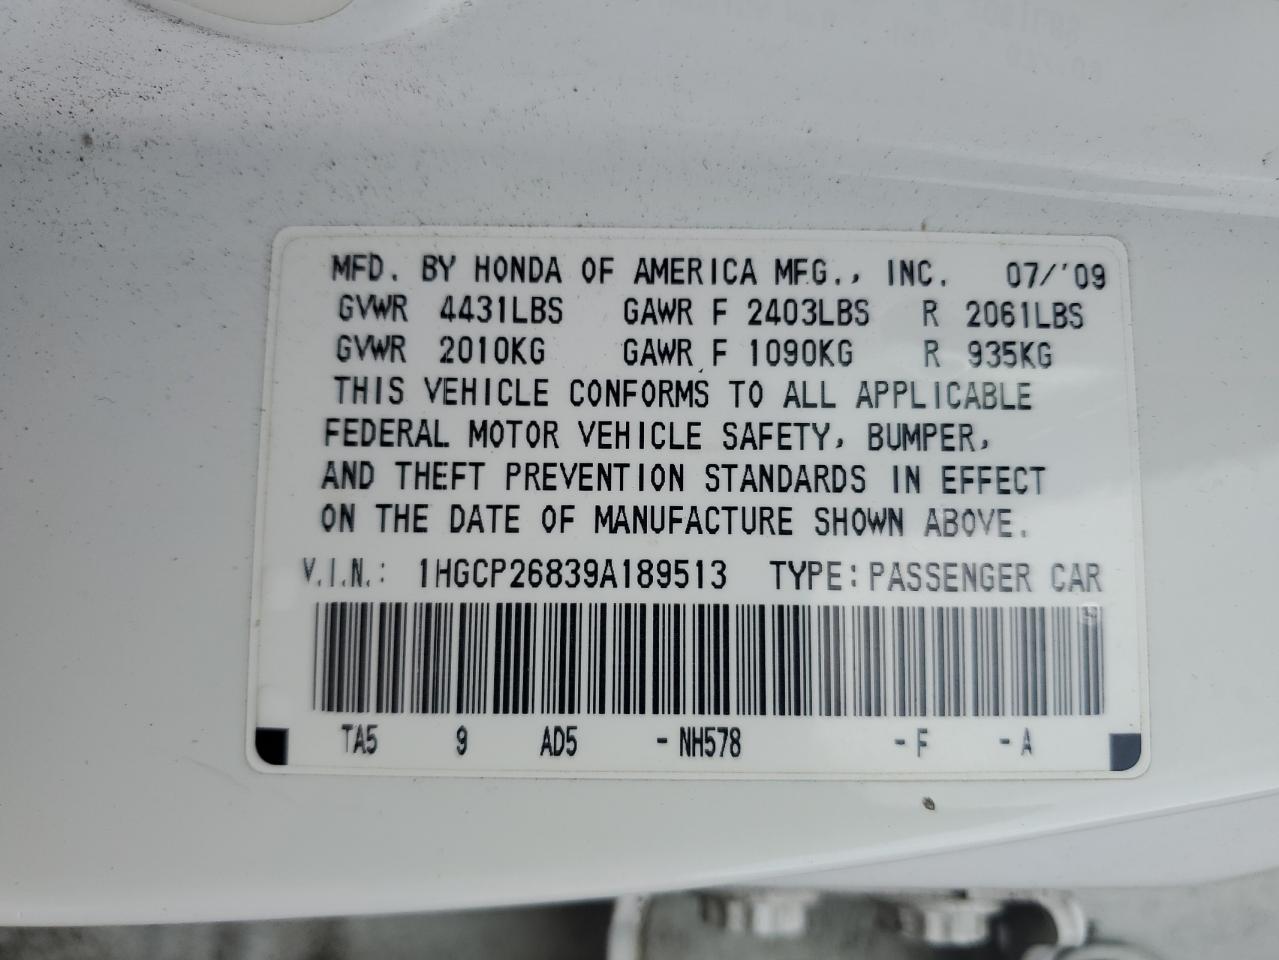 MFD. BY HONDA OF AMERICA MFG., INC. 07/'09
GVWR 4431LBS GAWR F 2403LBS R 2061LBS
GVWR 2010KG GAWR F 1090KG R 935KG
THIS VEHICLE CONFORMS TO ALL APPLICABLE
FEDERAL MOTOR VEHICLE SAFETY, BUMPER,
AND THEFT PREVENTION STANDARDS IN EFFECT
ON THE DATE OF MANUFACTURE SHOWN ABOVE.
V.I.N.: 1HGCP26839A189513 TYPE: PASSENGER CAR
TA5 9 AD5 -NH578 -F -A